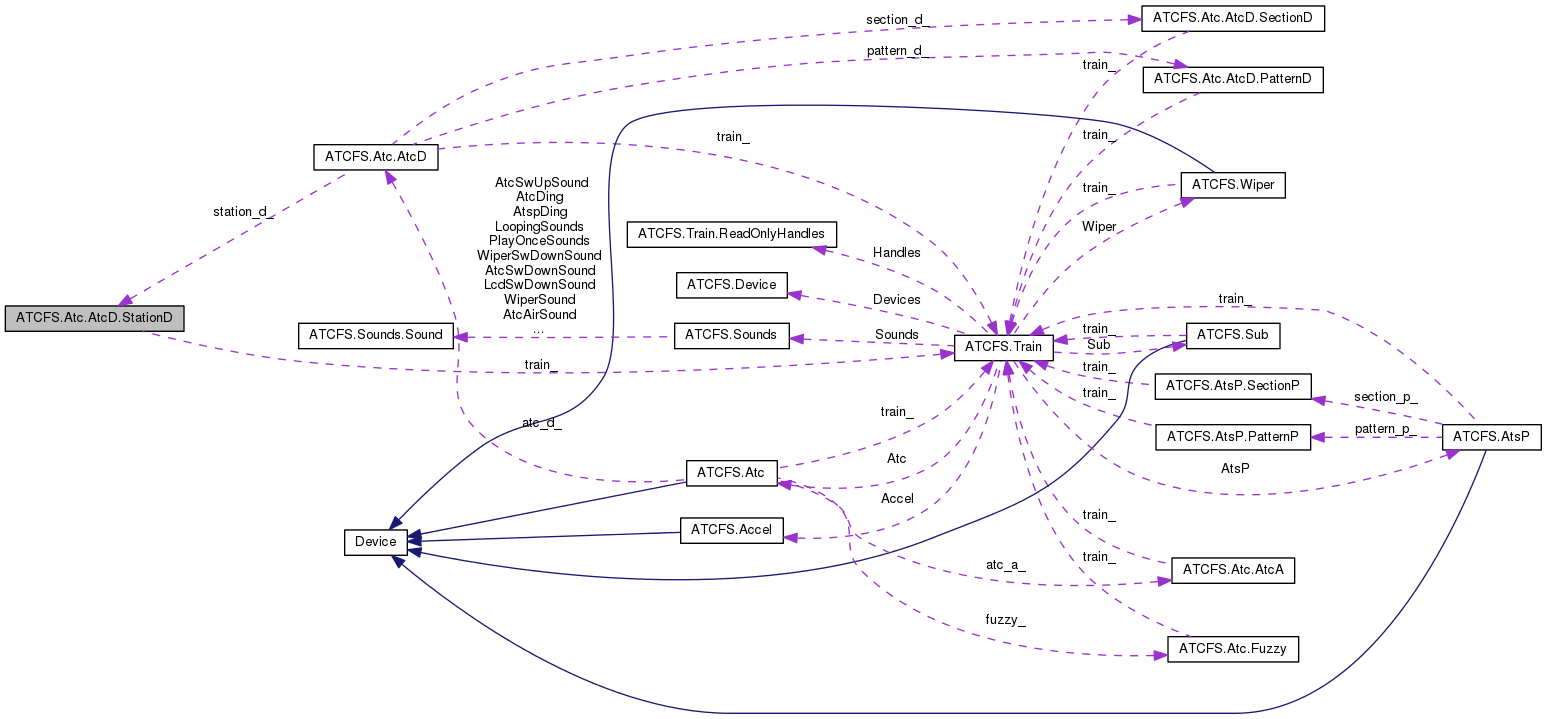 ATCFS.Atc.AtcD.SectionD
section_d_
pattern_d_
train_
ATCFS.Atc.AtcD.PatternD
train_
train_
ATCFS.Atc.AtcD
AtcSwUpSound
AtcDing
AtspDing
LoopingSounds
PlayOnceSounds
WiperSwDownSound
AtcSwDownSound
LcdSwDownSound
WiperSound
AtcAirSound
...
train_
ATCFS.Wiper
station_d_
Wiper
ATCFS.Train.ReadOnlyHandles
Handles
ATCFS.Device
Devices
train_
ATCFS.Atc.AtcD.StationD
ATCFS.Sounds.Sound
ATCFS.Sounds
Sounds
ATCFS.Train
train_
Sub
ATCFS.Sub
train_
train_
ATCFS.AtsP.SectionP
section_p_
train_
ATCFS.AtsP.PatternP
pattern_p_
ATCFS.AtsP
train_
atc_d_
Atc
ATCFS.Atc
AtsP
Accel
ATCFS.Accel
train_
Device
train_
atc_a_
ATCFS.Atc.AtcA
fuzzy_
ATCFS.Atc.Fuzzy